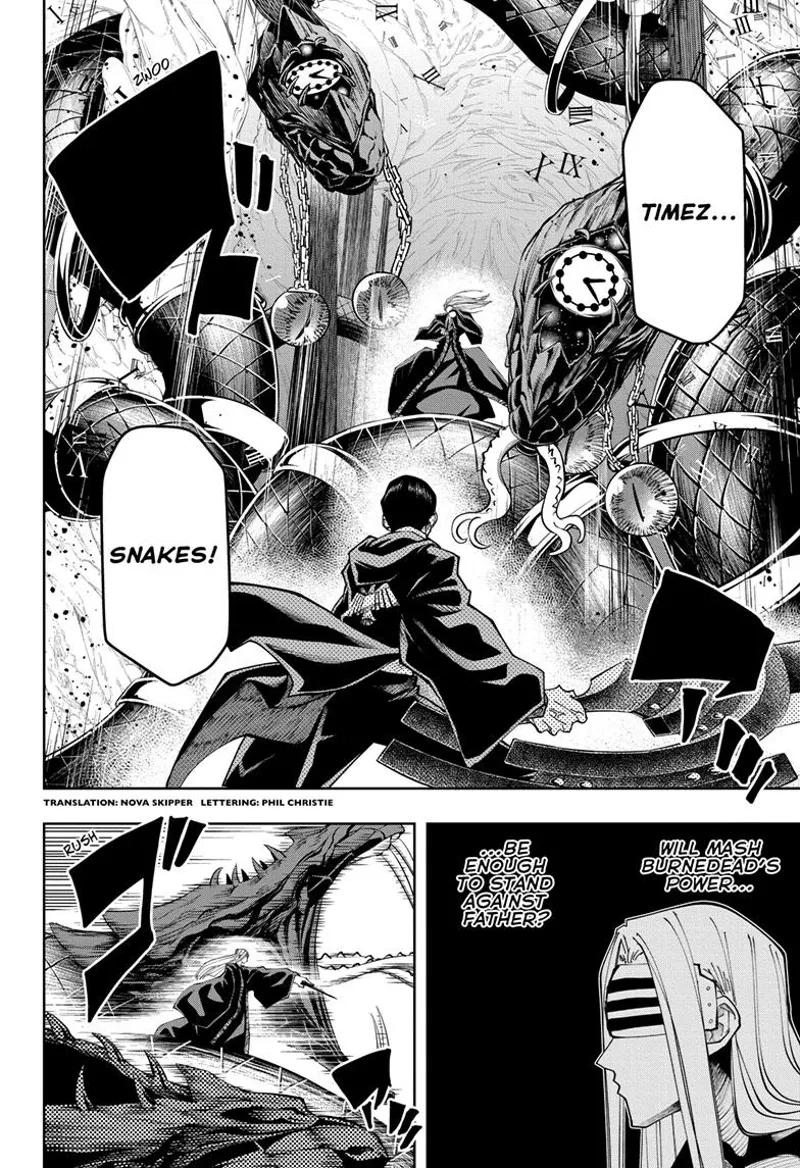 ZWOO
TIMEZ...
SNAKES!
TRANSLATION: NOVA SKIPPER LETTERING: PHIL CHRISTIE
WILL MASH
BURNEDEAD'S
POWER...
...BE
ENOUGH
TO STAND
AGAINST
FATHER?
RUSH